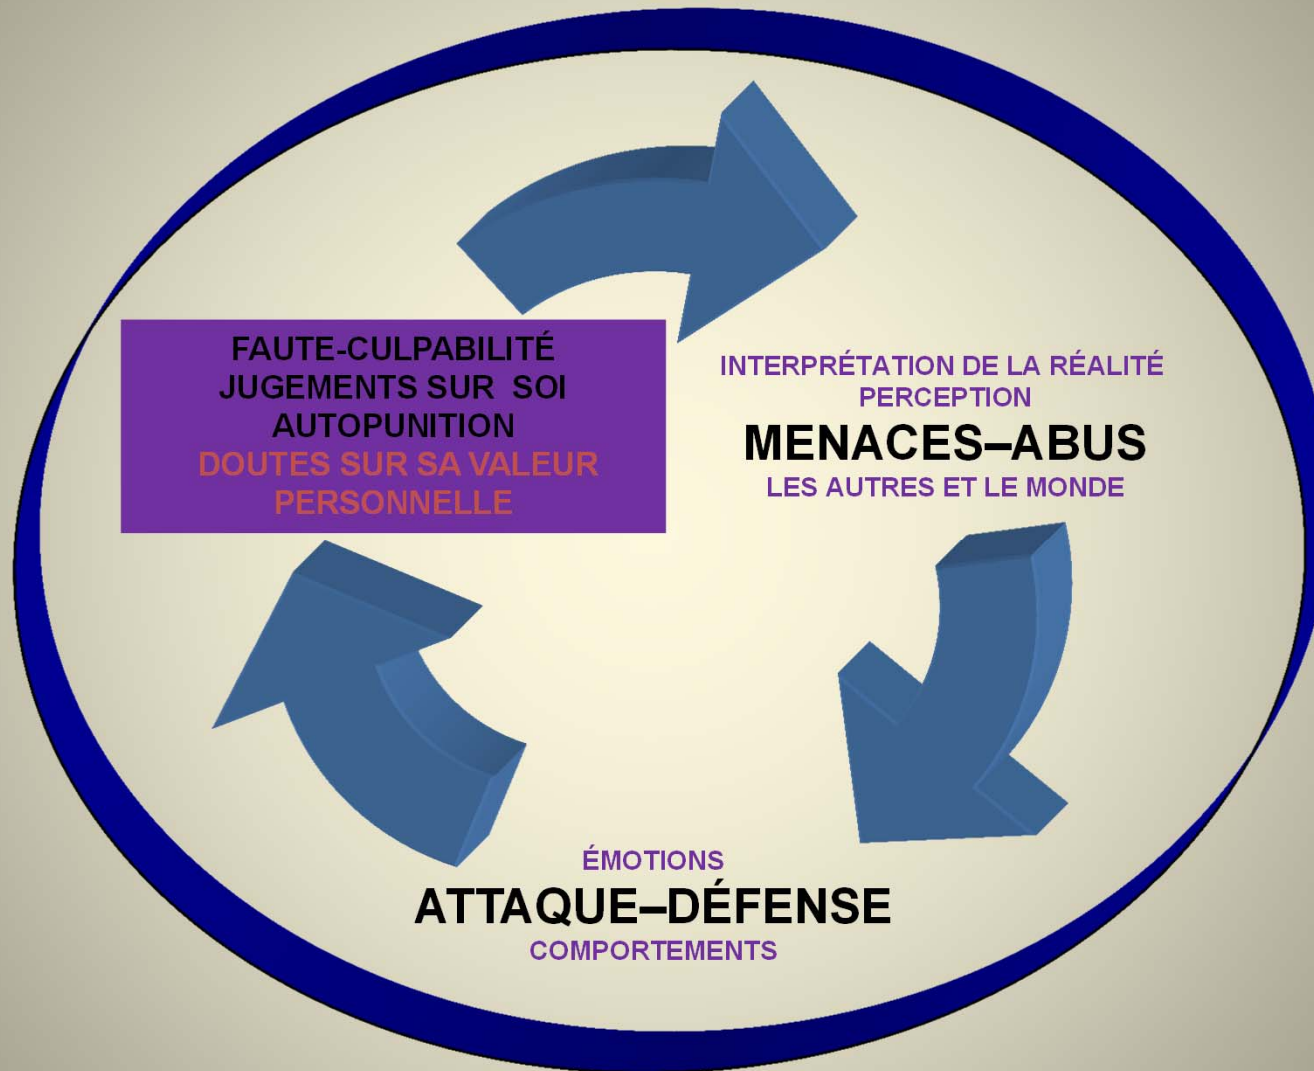 FAUTE-CULPABILITÉ
JUGEMENTS SUR SOI
AUTOPUNITION
DOUTES SUR SA VALEUR
PERSONNELLE
INTERPRÉTATION DE LA RÉALITÉ
PERCEPTION
MENACES–ABUS
LES AUTRES ET LE MONDE
ÉMOTIONS
ATTAQUE–DÉFENSE
COMPORTEMENTS